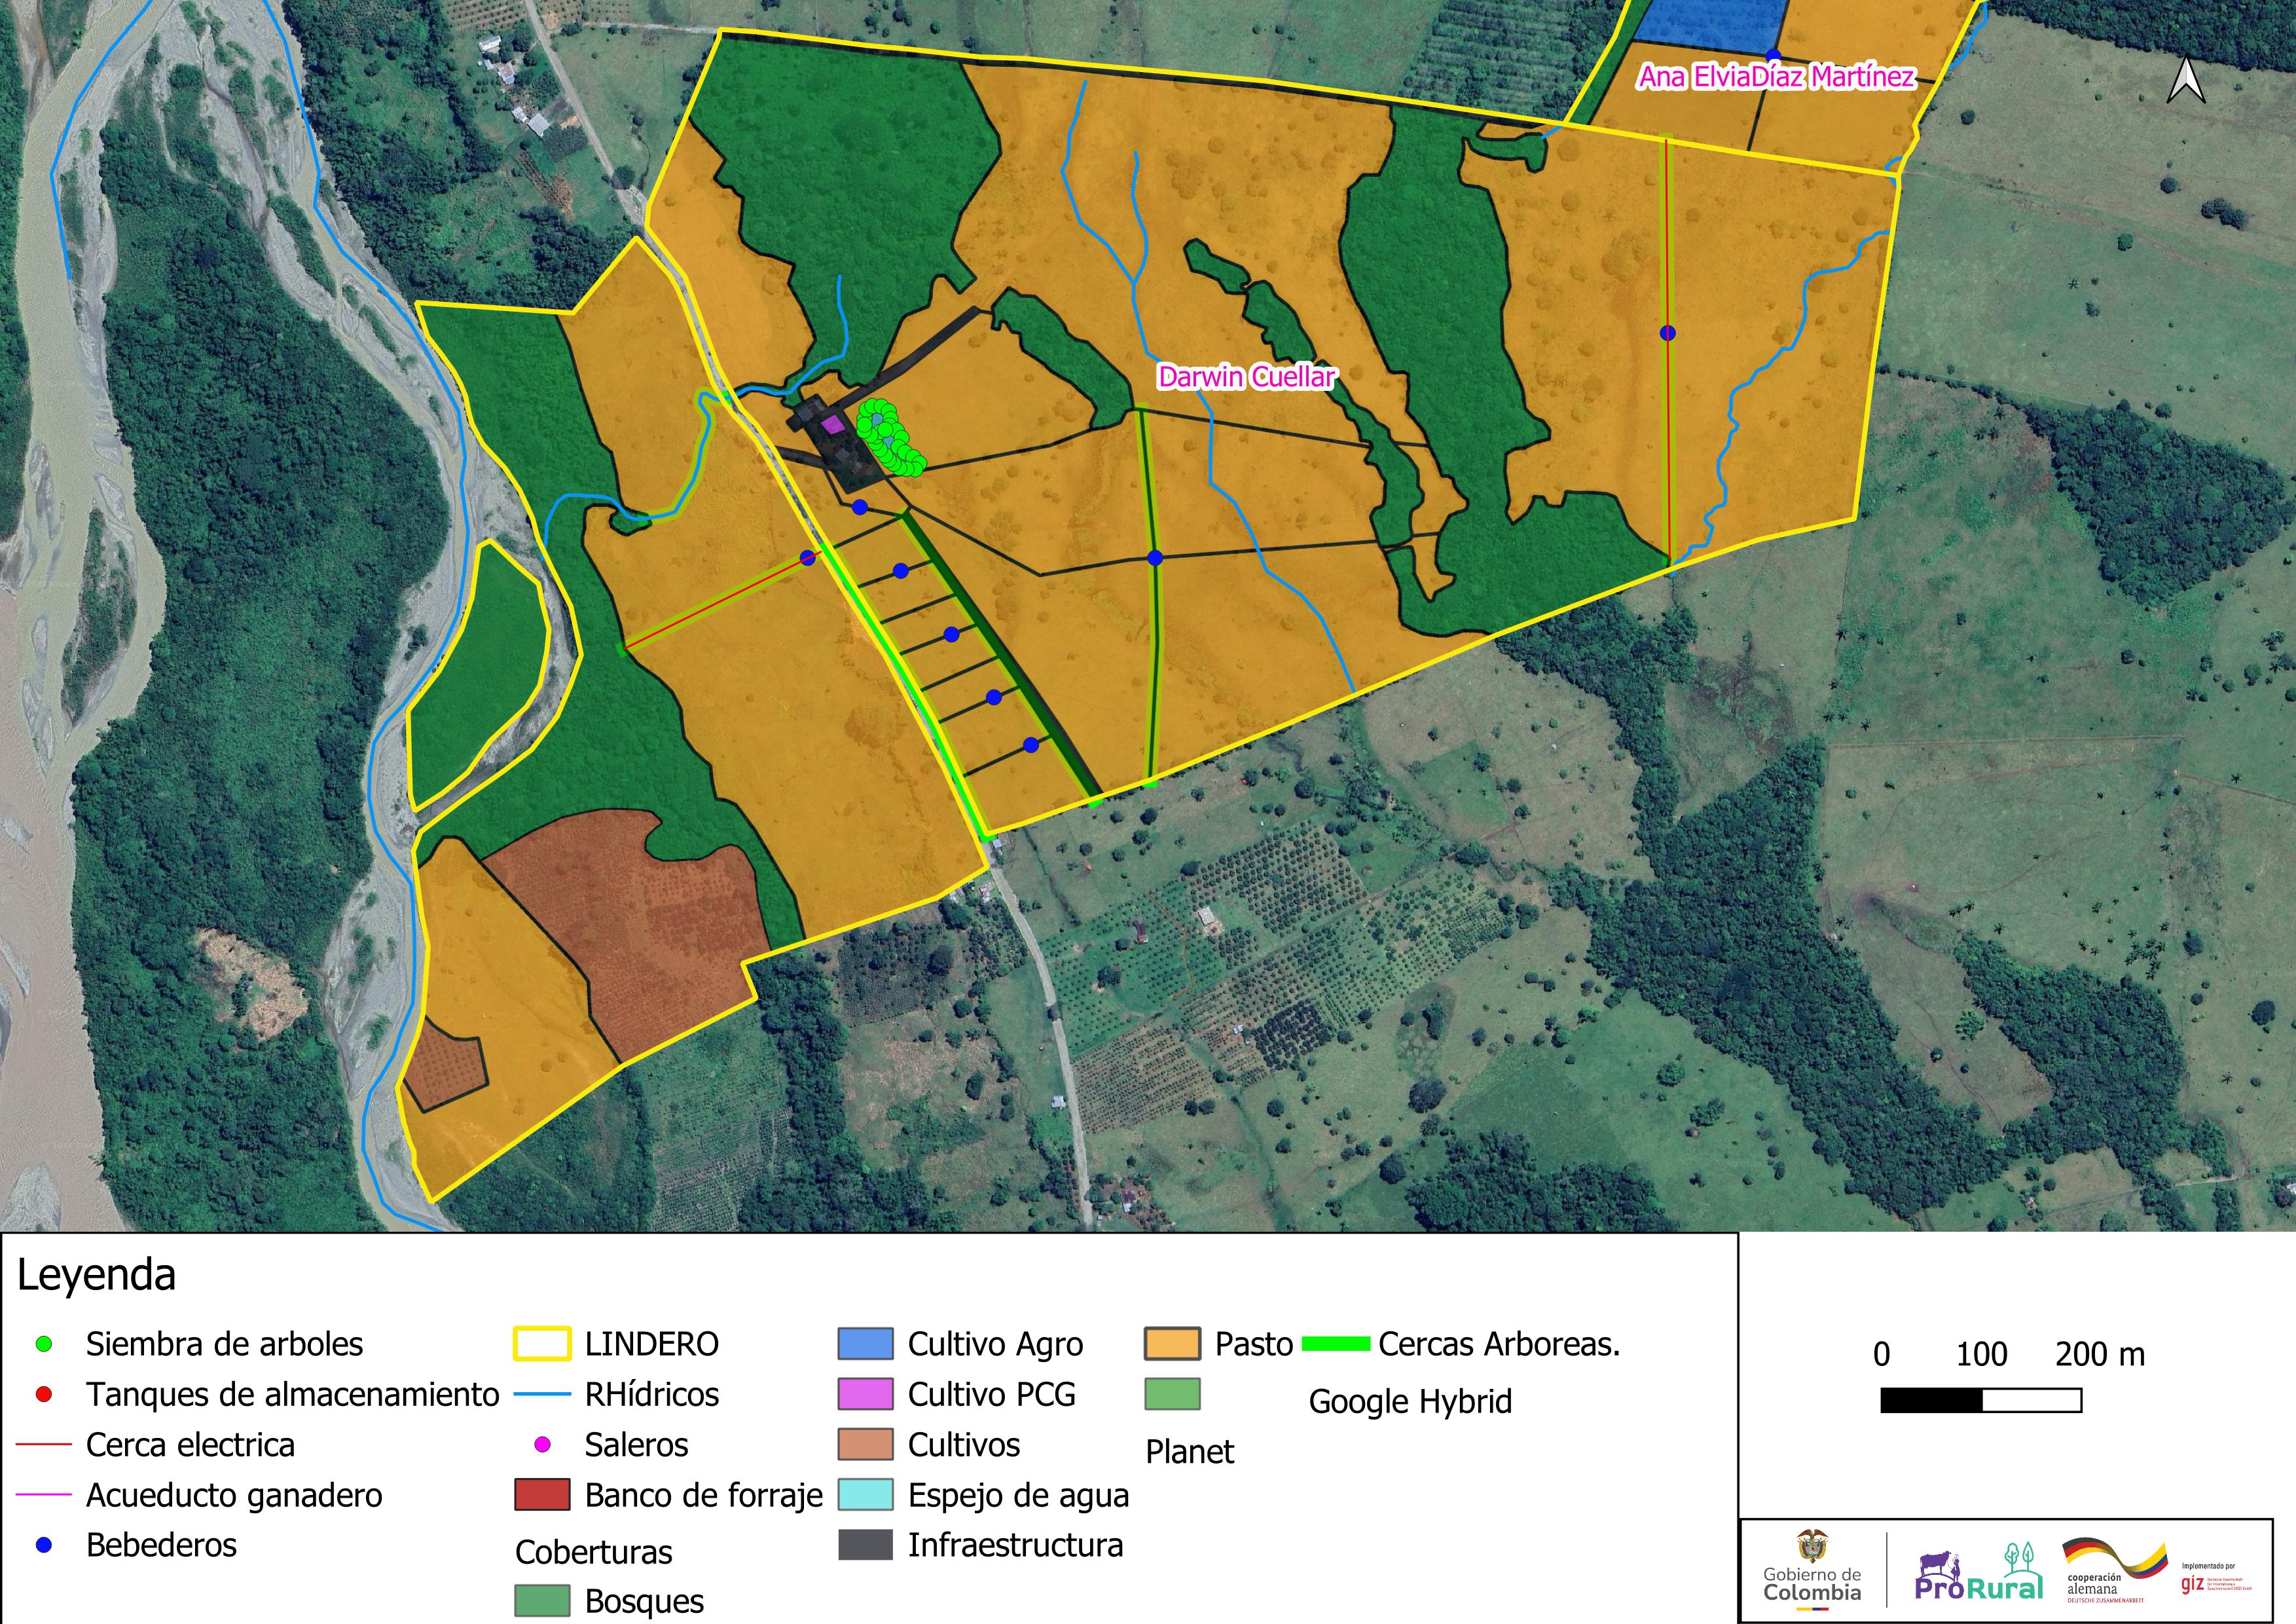 Ana ElviaDíaz Martínez
Darwin Cuellar
Leyenda
Siembra de arboles
Tanques de almacenamiento
Cerca electrica
Acueducto ganadero
Bebederos
LINDERO
RHídricos
Saleros
Banco de forraje
Coberturas
Bosques
Cultivo Agro
Cultivo PCG
Cultivos
Espejo de agua
Infraestructura
Pasto
Planet
Cercas Arboreas.
Google Hybrid
0 100 200 m
Gobierno de
Colombia
ProRural
cooperación
alemana
DEUTSCHE ZUSAMMENARBEIT
Implementado por
giz